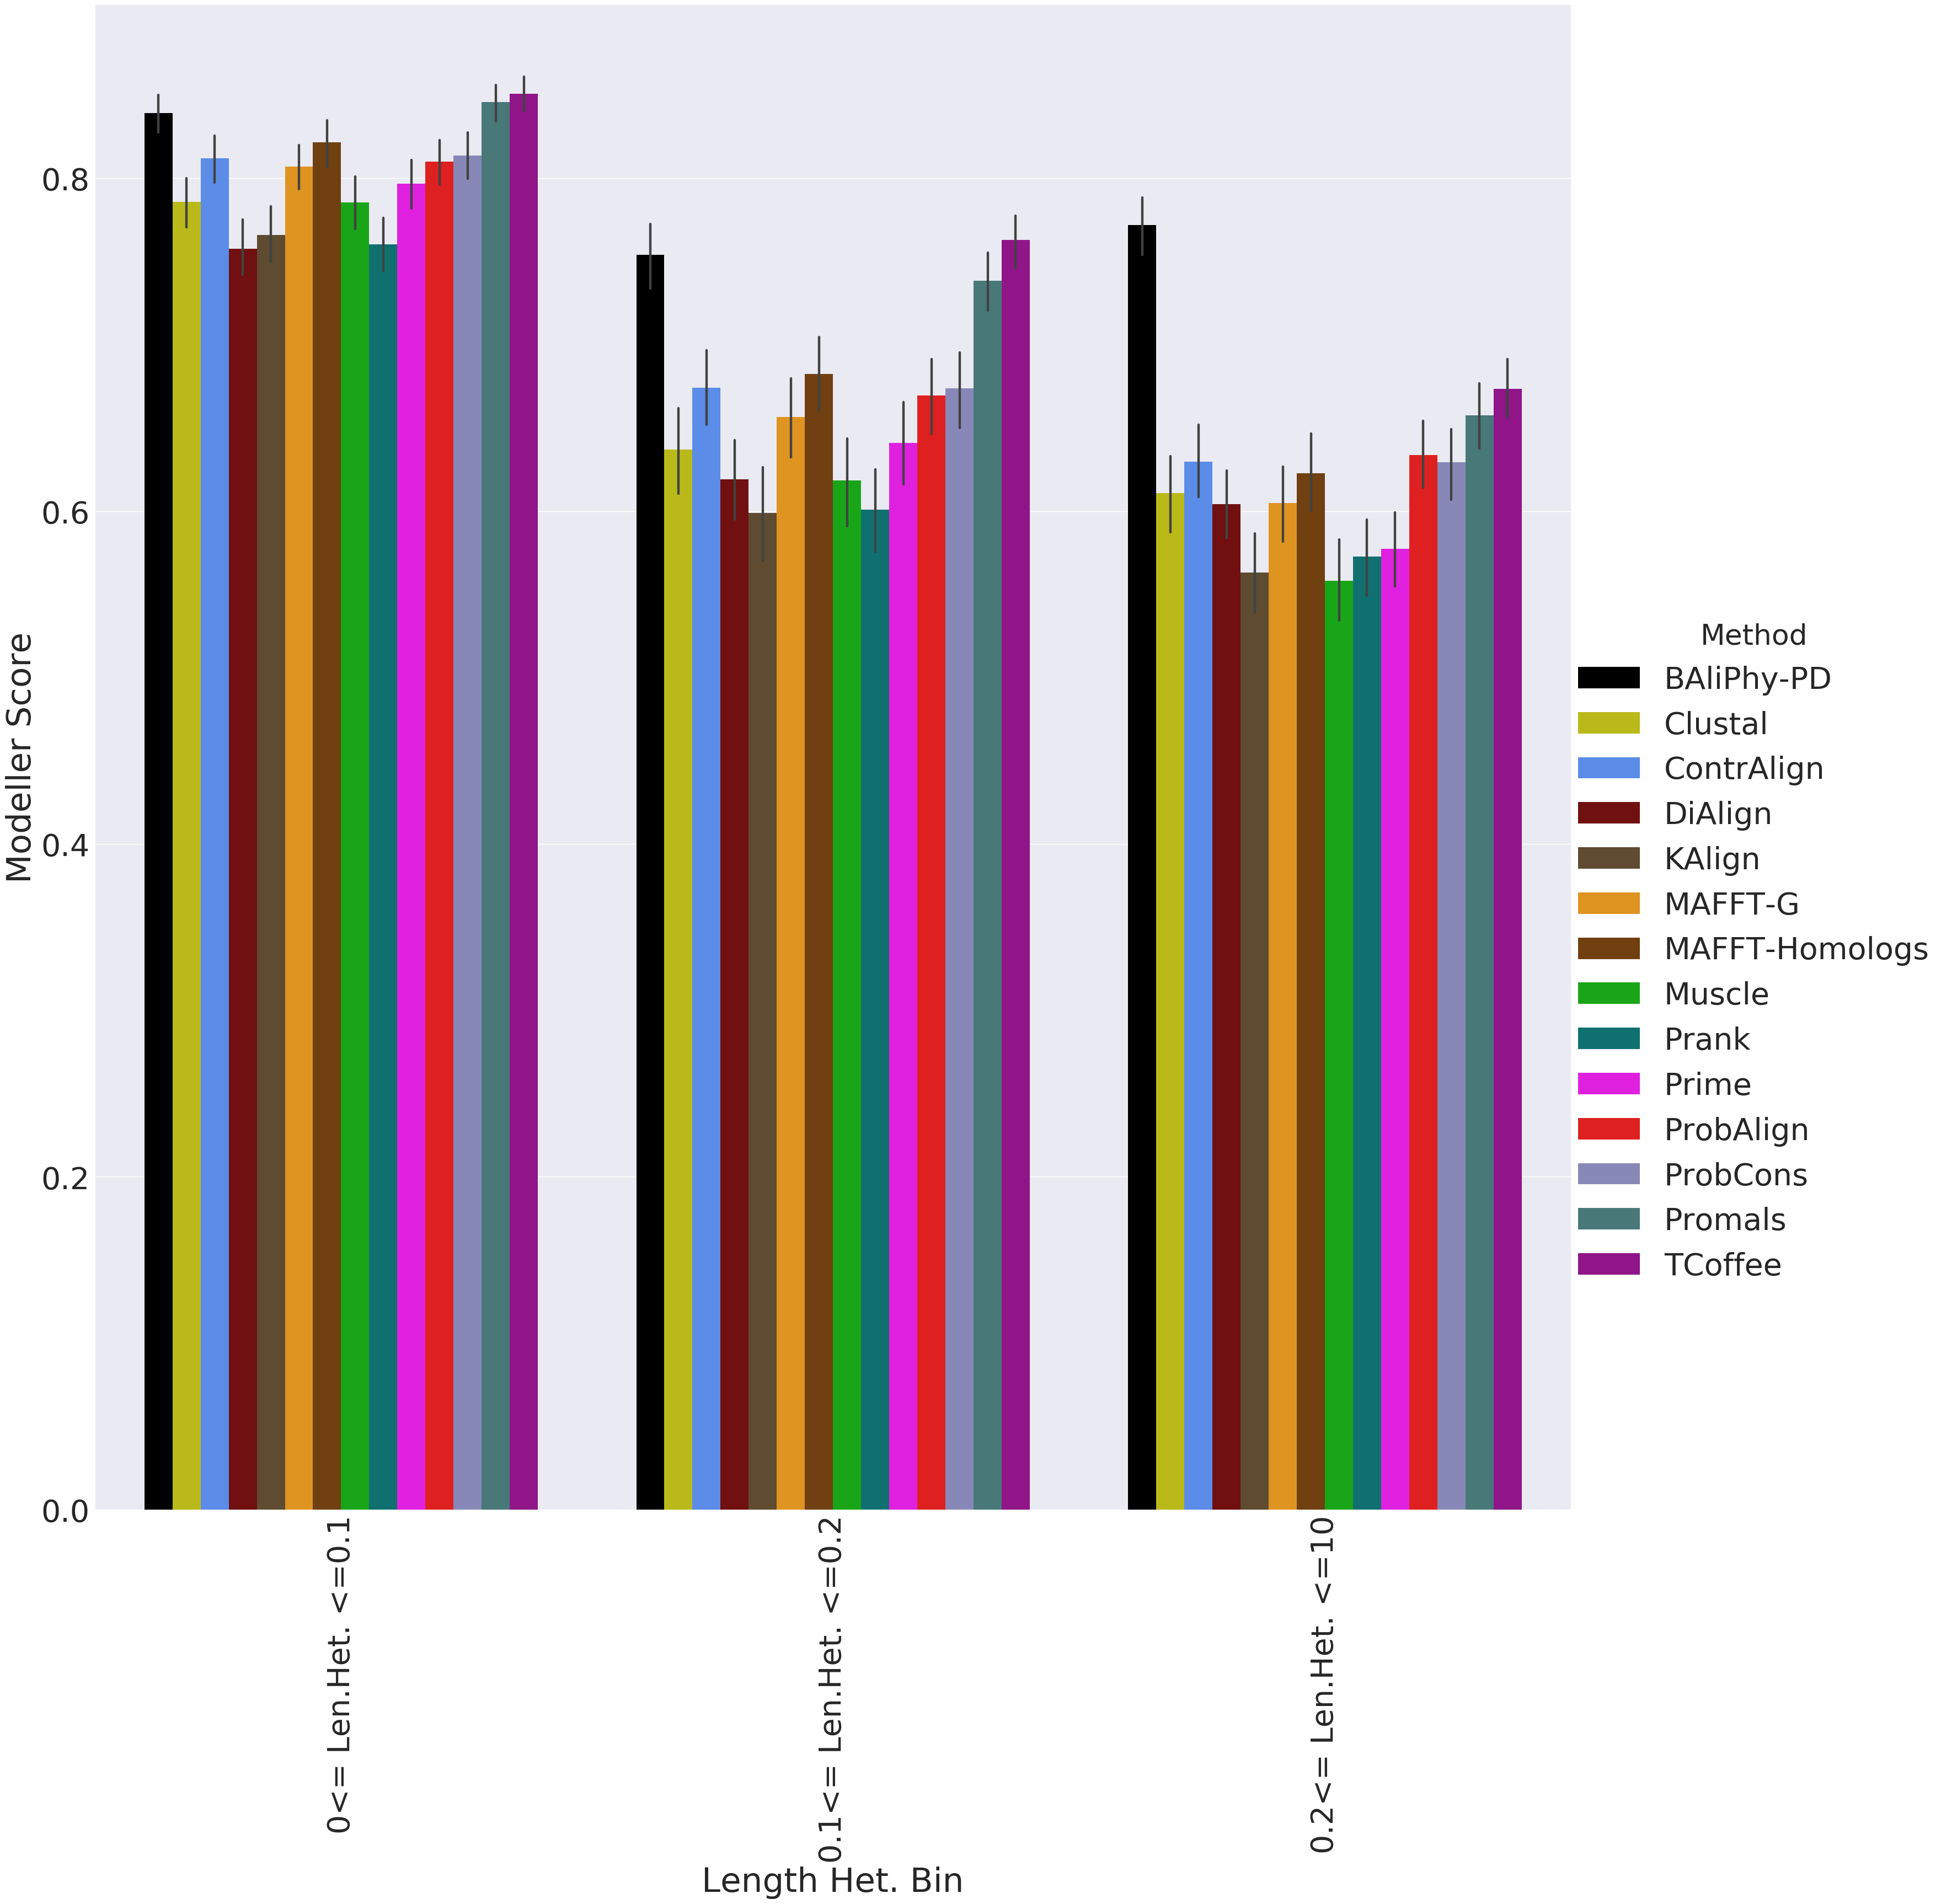 Modeller Score
0.8
0.6
0.4
0.2
0.0
0<= Len.Het. <=0.1
0.1<= Len.Het. <=0.2
0.2<= Len.Het. <=10
Length Het. Bin
Method
BAliPhy-PD
Clustal
ContrAlign
DiAlign
KAlign
MAFFT-G
MAFFT-Homologs
Muscle
Prank
Prime
ProbAlign
ProbCons
Promals
TCoffee